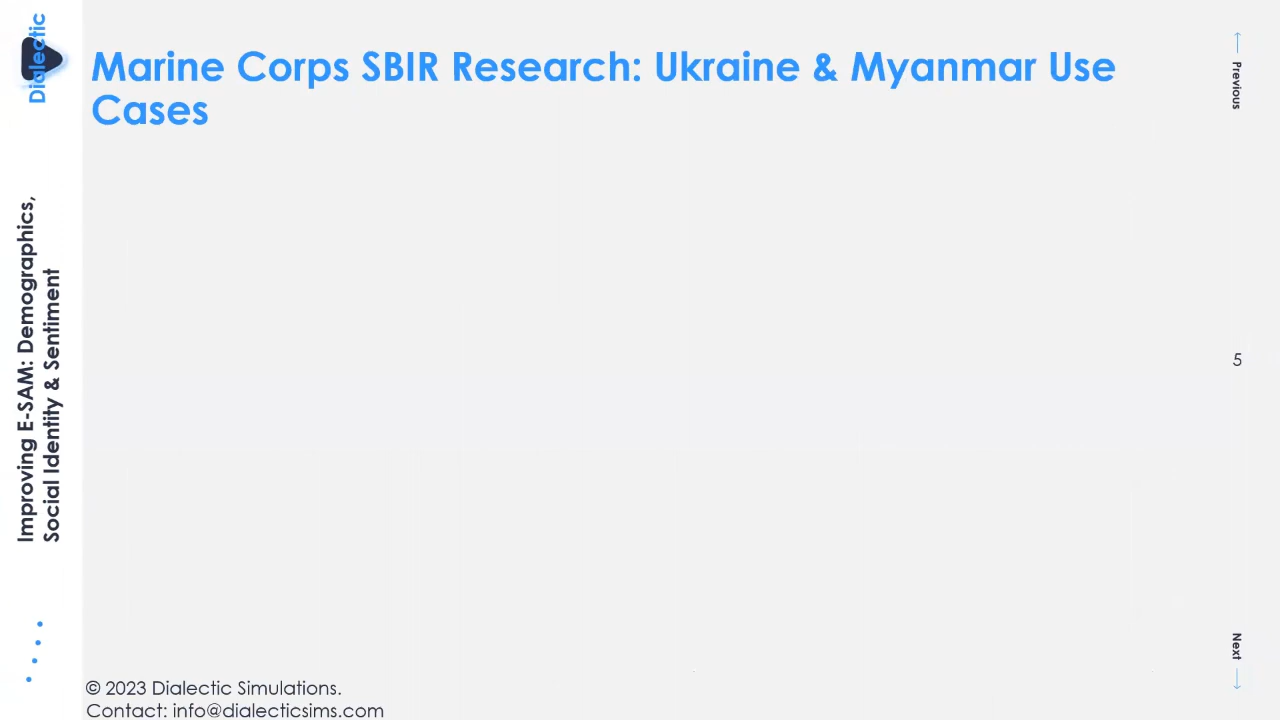 Dialectic
Improving E-SAM: Demographics,
Social Identity & Sentiment
Marine Corps SBIR Research: Ukraine & Myanmar Use
Cases
Previous
5
Next
© 2023 Dialectic Simulations.
Contact: info@dialecticsims.com